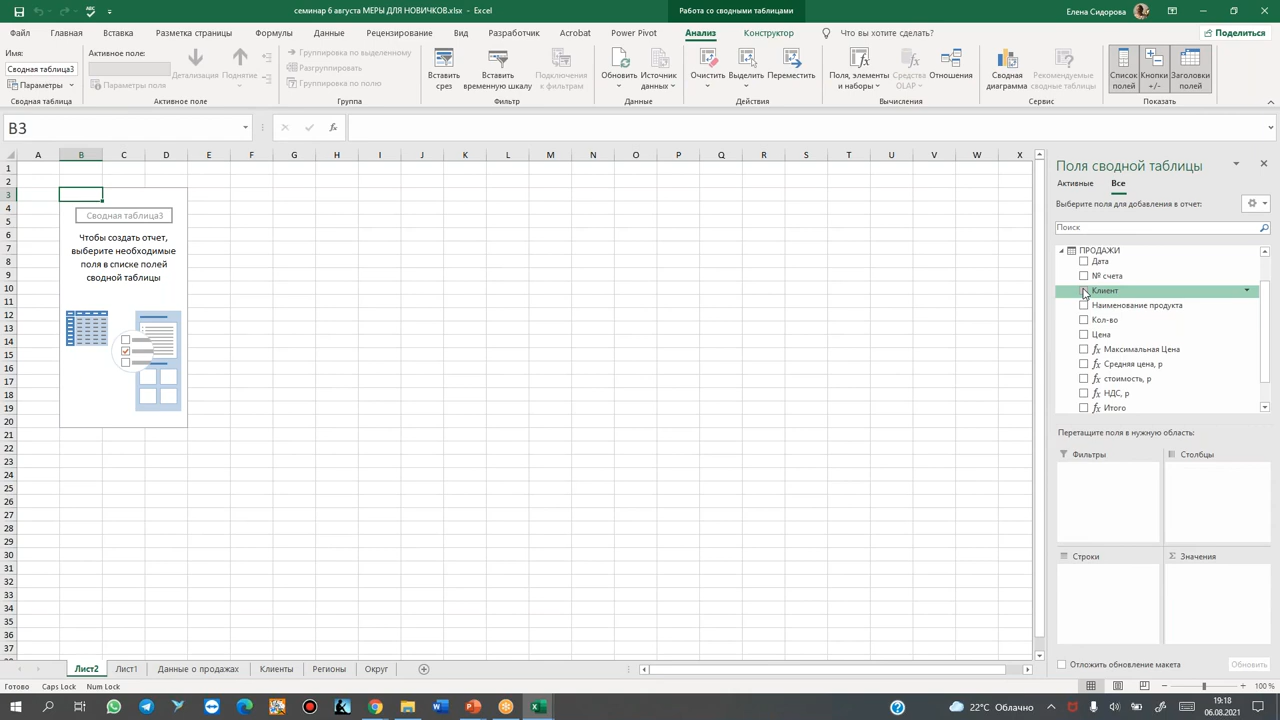 семинар 6 августа МЕРЫ ДЛЯ НОВИЧКОВ.xlsx - Excel
Работа со сводными таблицами
Елена Сидорова
Файл Главная Вставка Разметка страницы Формулы Данные Рецензирование Вид Разработчик Acrobat Power Pivot Анализ Конструктор Что вы хотите сделать? Поделиться
Имя:
Сводная таблица3
Параметры
Сводная таблица
Активное поле:
Параметры поля
Детализация
Поднятие
Активное поле
Группировка по выделенному
Разгруппировать
Группировка по полю
Группа
Вставить срез
Вставить временную шкалу
Подключения к фильтрам
Фильтр
Обновить
Источник данных
Данные
Очистить
Выделить
Переместить
Действия
Поля, элементы и наборы
Средства OLAP
Отношения
Вычисления
Сводная диаграмма
Рекомендуемые сводные таблицы
Сервис
Список полей
Кнопки +/-
Заголовки полей
Показать
B3
fx
A B C D E F G H I J K L M N O P Q R S T U V W X
1
2
3
4
5
6
7
8
9
10
11
12
13
14
15
16
17
18
19
20
21
22
23
24
25
26
27
28
29
30
31
32
33
34
35
36
Сводная таблица3
Чтобы создать отчет,
выберите необходимые
поля в списке полей
сводной таблицы
Поля сводной таблицы
Активные Все
Выберите поля для добавления в отчет:
Поиск
ПРОДАЖИ
Дата
№ счета
Клиент
Наименование продукта
Кол-во
Цена
fx Максимальная Цена
fx Средняя цена, р
fx стоимость, р
fx НДС, р
fx Итого
Перетащите поля в нужную область:
Фильтры
Столбцы
Строки
Σ Значения
Отложить обновление макета
Обновить
Лист2 Лист1 Данные о продажах Клиенты Регионы Округ
Готово Caps Lock Num Lock
100 %
22°C Облачно
19:18
06.08.2021